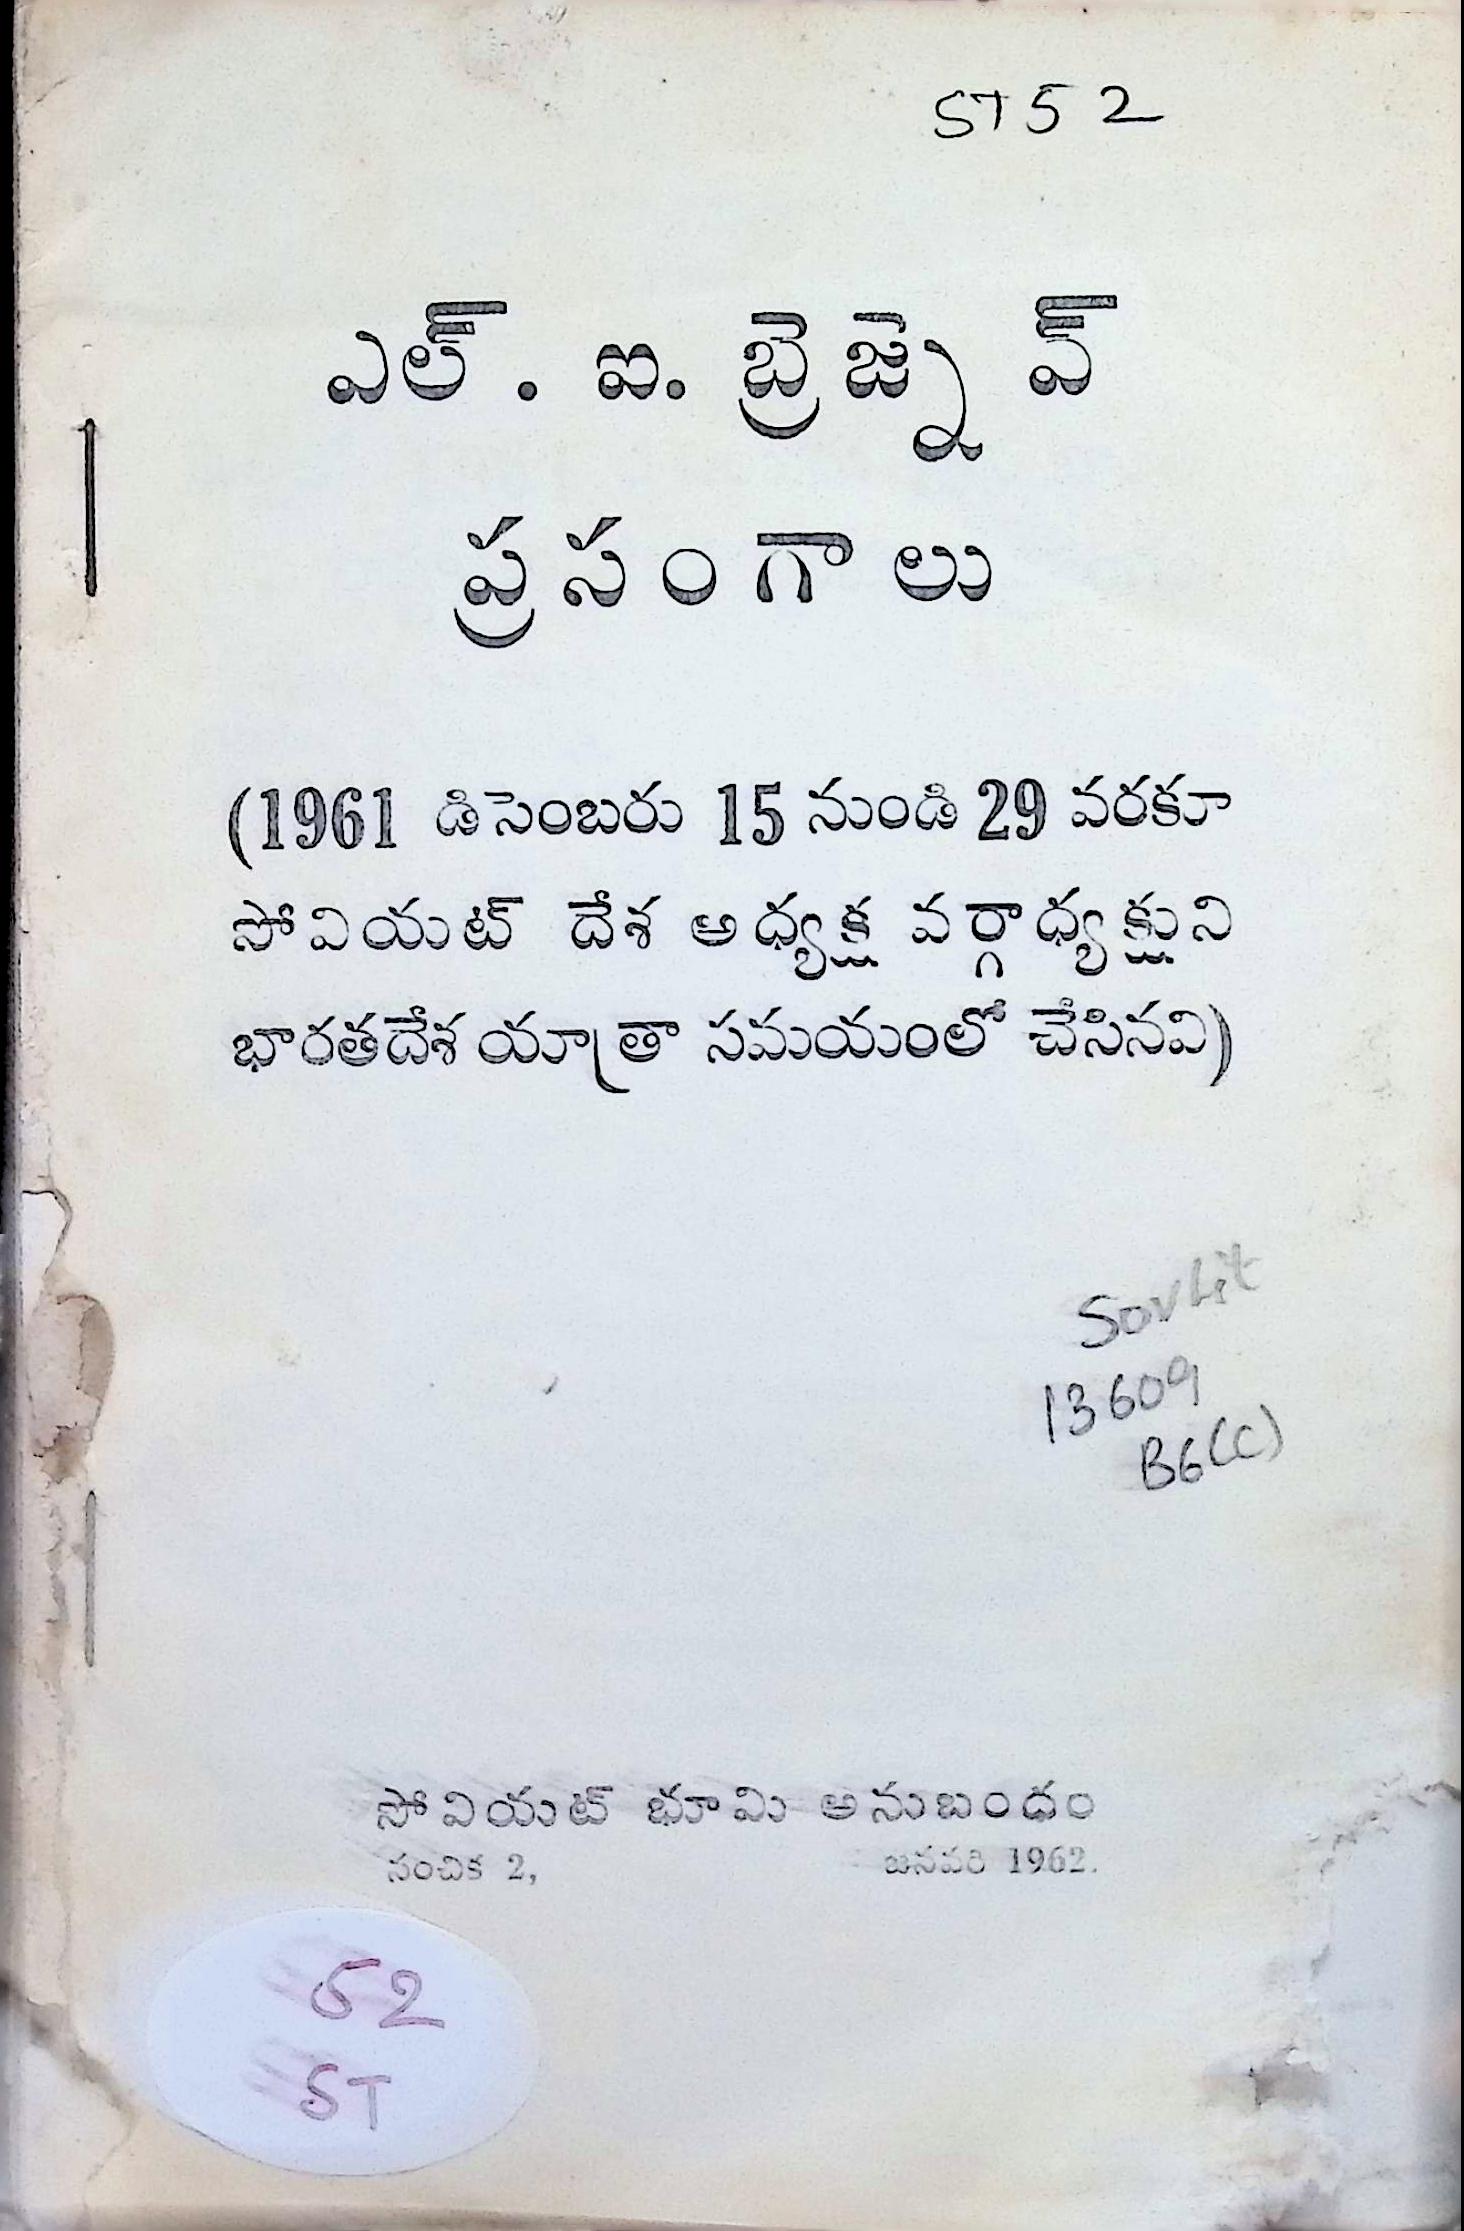 ST52
ఎల్. ఐ. బ్రెజ్నేవ్
ప్రసంగాలు
(1961 డిసెంబరు 15 నుండి 29 వరకూ
సోవియట్ దేశ అధ్యక్ష వర్గాధ్యక్షుని
భారతదేశ యాత్రా సమయంలో చేసినవి)
Sovlit
13609
B6(C)
సోవియట్ భూమి అనుబంధం
సంచిక 2, జనవరి 1962.
52
ST